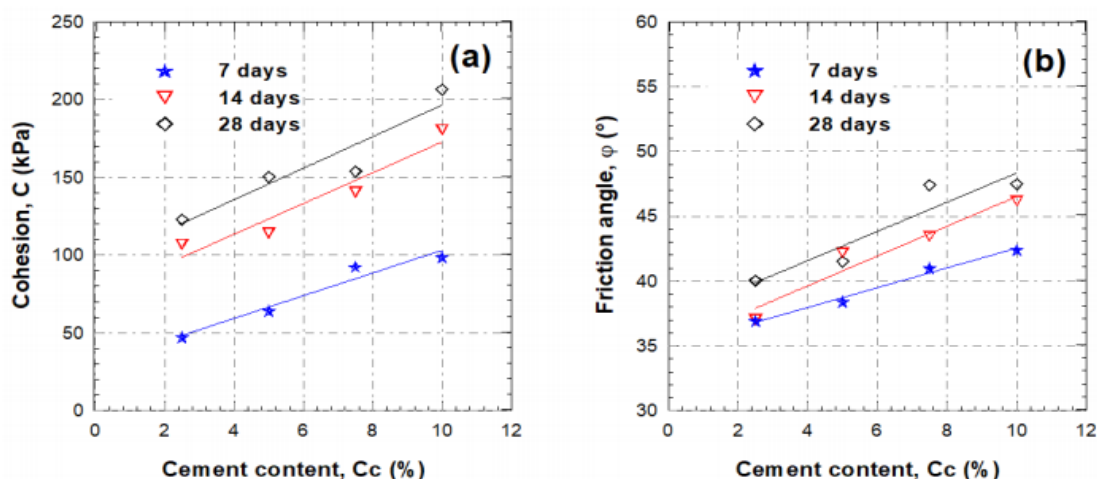 250
200
150
100
50
0
Cohesion, C (kPa)
(a)
7 days
14 days
28 days
0 2 4 6 8 10 12
Cement content, Cc (%)
60
55
50
45
40
35
30
Friction angle, φ (°)
(b)
7 days
14 days
28 days
0 2 4 6 8 10 12
Cement content, Cc (%)